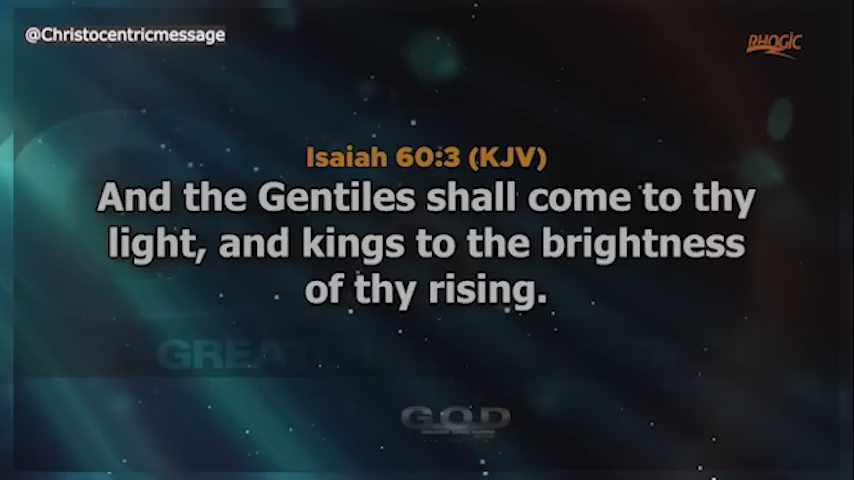 @Christocentricmessage
RHOGIC
Isaiah 60:3 (KJV)
And the Gentiles shall come to thy
light, and kings to the brightness
of thy rising.
G.O.D